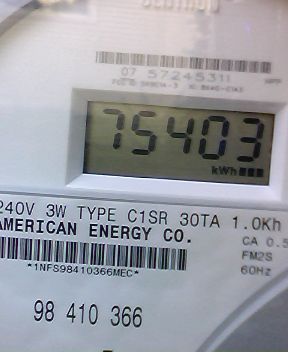 07 57245311
75403
kWh
240V 3W TYPE C1SR 30TA 1.0Kh
AMERICAN ENERGY CO.
CA 0.5
FM2S
*1NFS98410366MEC*
60Hz
98 410 366